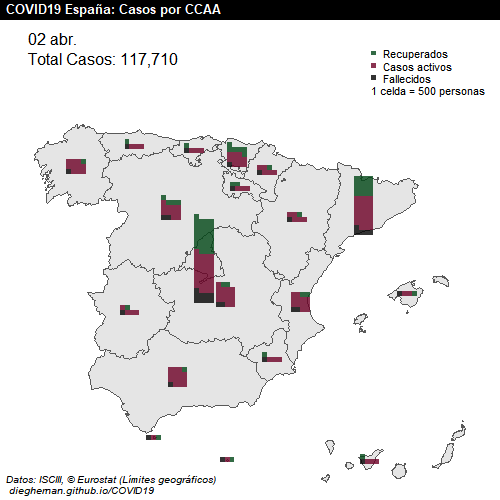 COVID19 España: Casos por CCAA
02 abr.
Total Casos: 117,710
Recuperados
Casos activos
Fallecidos
1 celda = 500 personas
Datos: ISCIII, © Eurostat (Límites geográficos)
diegheman.github.io/COVID19